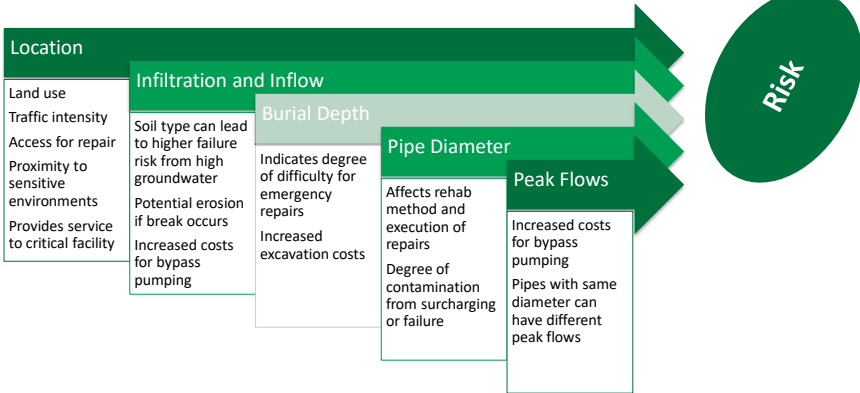 Location
Land use
Traffic intensity
Access for repair
Proximity to
sensitive
environments
Provides service
to critical facility
Infiltration and Inflow
Soil type can lead
to higher failure
risk from high
groundwater
Potential erosion
if break occurs
Increased costs
for bypass
pumping
Burial Depth
Indicates degree
of difficulty for
emergency
repairs
Increased
excavation costs
Pipe Diameter
Affects rehab
method and
execution of
repairs
Degree of
contamination
from surcharging
or failure
Peak Flows
Increased costs
for bypass
pumping
Pipes with same
diameter can
have different
peak flows
Risk